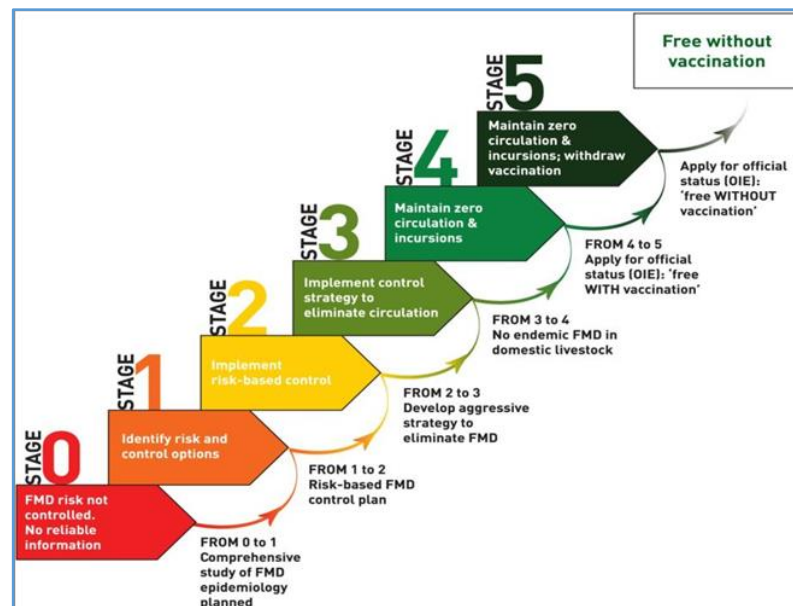 Free without
vaccination
STAGE 5
Maintain zero
circulation &
incursions; withdraw
vaccination
Apply for official
status (OIE):
‘free WITHOUT
vaccination’
STAGE 4
Maintain zero
circulation &
incursions
FROM 4 to 5
Apply for official
status (OIE): ‘free
WITH vaccination’
STAGE 3
Implement control
strategy to
eliminate circulation
FROM 3 to 4
No endemic FMD in
domestic livestock
STAGE 2
Implement
risk-based control
FROM 2 to 3
Develop aggressive
strategy to
eliminate FMD
STAGE 1
Identify risk and
control options
FROM 1 to 2
Risk-based FMD
control plan
STAGE 0
FMD risk not
controlled.
No reliable
information
FROM 0 to 1
Comprehensive
study of FMD
epidemiology
planned